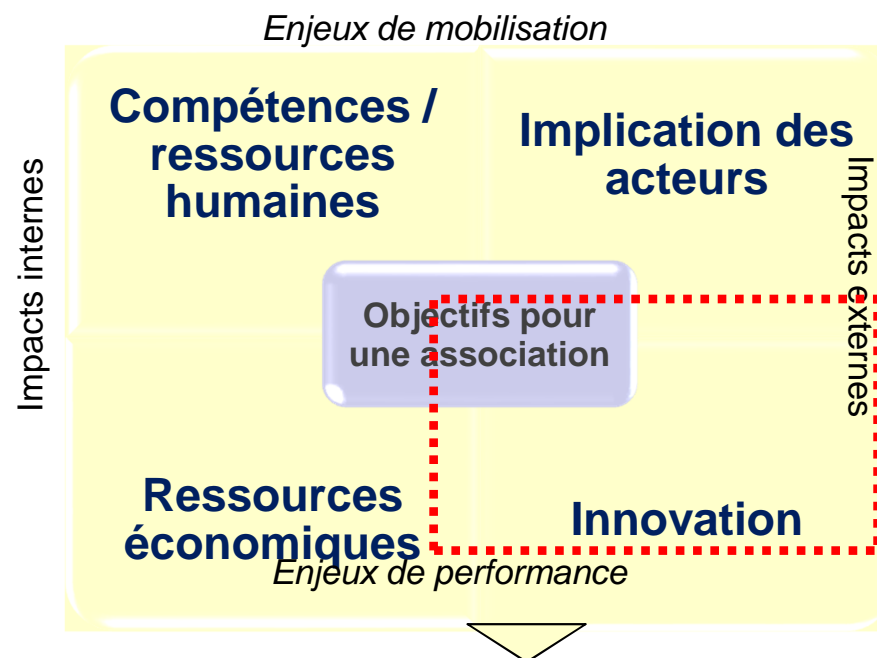 Enjeux de mobilisation
Compétences /
ressources
humaines
Implication des
acteurs
Impacts internes
Impacts externes
Objectifs pour
une association
Ressources
économiques
Innovation
Enjeux de performance